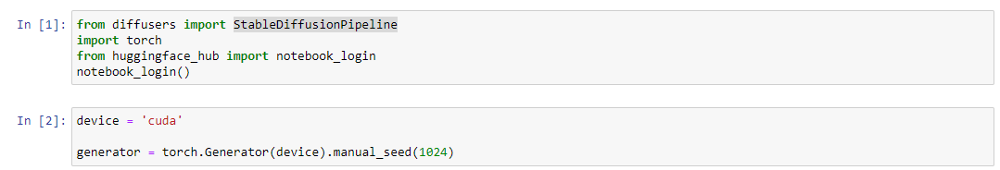 In [1]: from diffusers import StableDiffusionPipeline
import torch
from huggingface_hub import notebook_login
notebook_login()
In [2]: device = 'cuda'
generator = torch.Generator(device).manual_seed(1024)